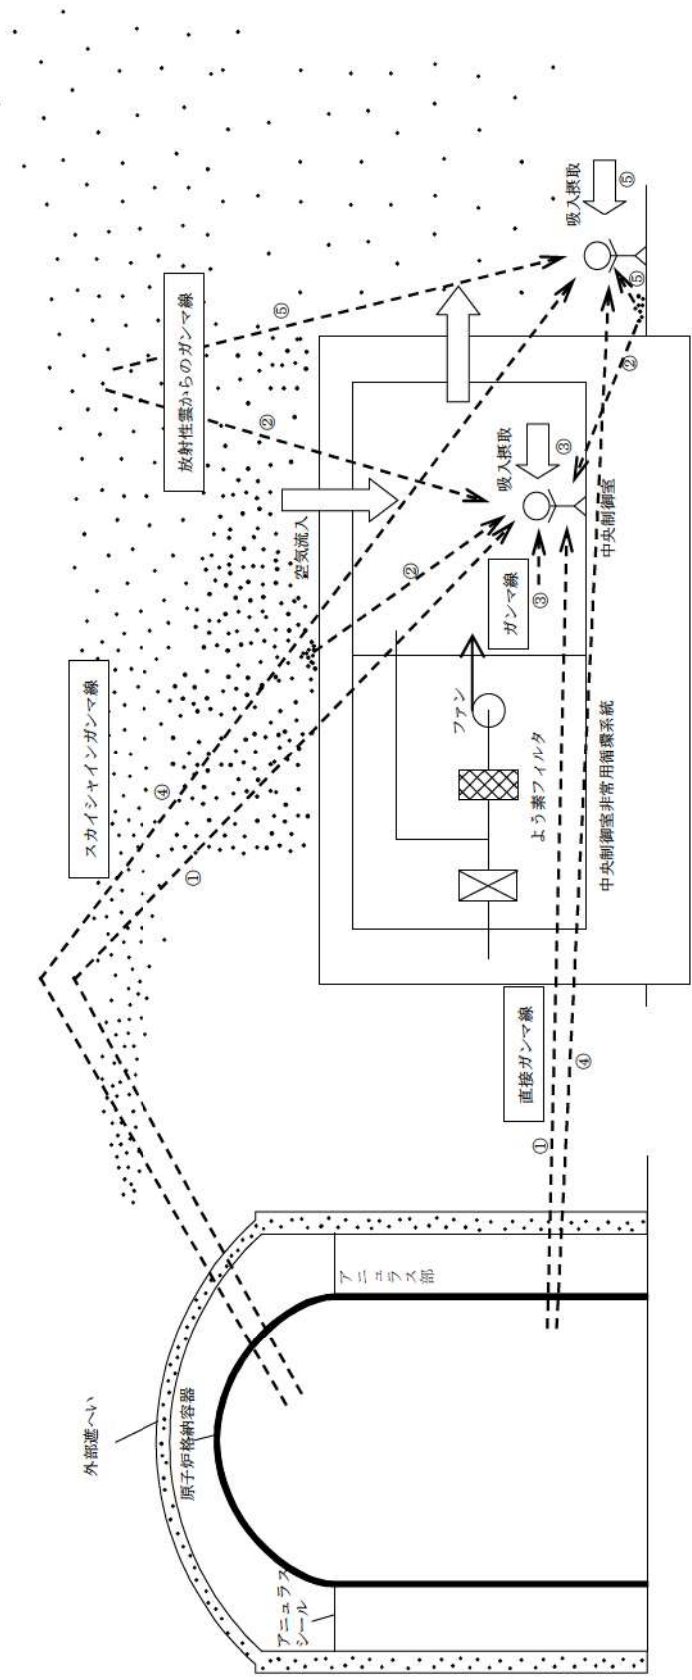 外部遮へい
原子炉格納容器
アニュラス
シール
アニュラス部
スカイシャインガンマ線
④
①
直接ガンマ線
①
④
放射性雲からのガンマ線
②
⑤
空気流入
②
ファン
よう素フィルタ
中央制御室非常用循環系統
ガンマ線
③
吸入摂取
③
中央制御室
②
⑤
吸入摂取
⑤